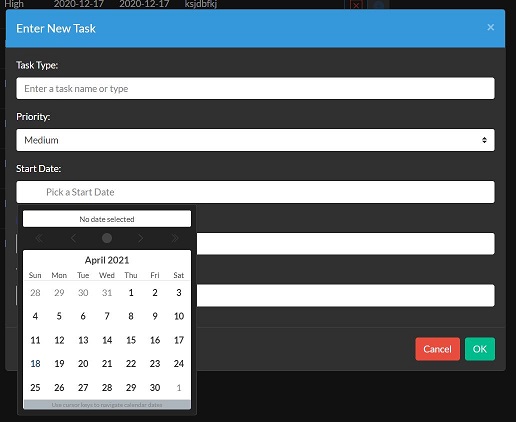 High 2020-12-17 2020-12-17 ksjdbfkj
Enter New Task ×
Task Type:
Enter a task name or type
Priority:
Medium
Start Date:
Pick a Start Date
No date selected
April 2021
Sun Mon Tue Wed Thu Fri Sat
28 29 30 31 1 2 3
4 5 6 7 8 9 10
11 12 13 14 15 16 17
18 19 20 21 22 23 24
25 26 27 28 29 30 1
Use cursor keys to navigate calendar dates
Cancel OK